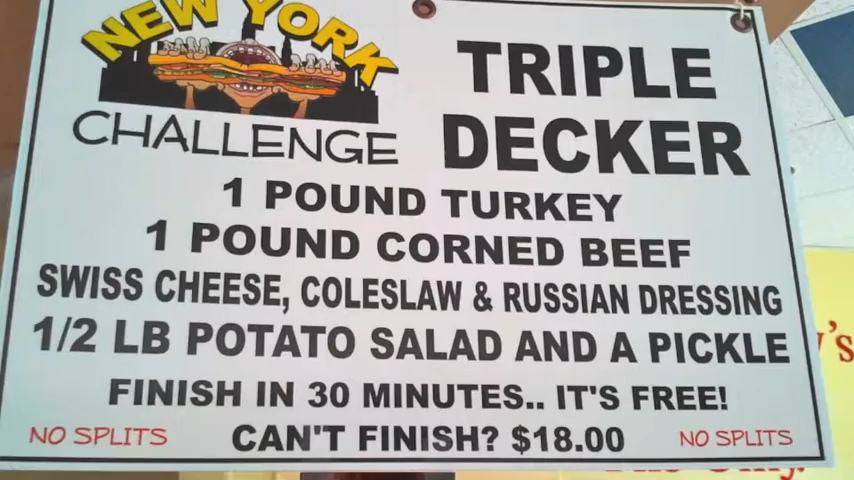 NEW YORK
CHALLENGE
TRIPLE
DECKER
1 POUND TURKEY
1 POUND CORNED BEEF
SWISS CHEESE, COLESLAW & RUSSIAN DRESSING
1/2 LB POTATO SALAD AND A PICKLE
FINISH IN 30 MINUTES.. IT'S FREE!
NO SPLITS CAN'T FINISH? $18.00 NO SPLITS